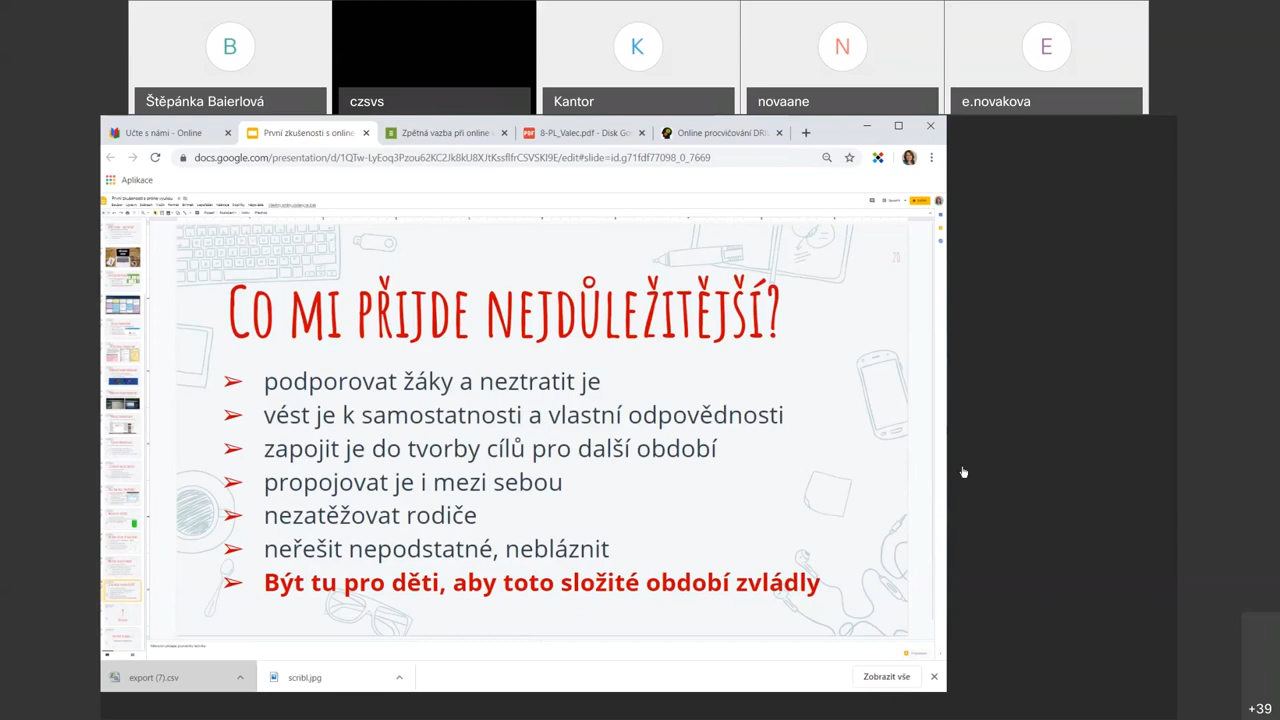 B
K
N
E
Štěpánka Baierlová
czsvs
Kantor
novaane
e.novakova
Učte s námi - Online
První zkušenosti s online
Zpětná vazba při online v
8-PL_Valec.pdf - Disk Goo
Online procvičování DRI
docs.google.com/presentation/d/1QTw-LyEoq3Pzou62KC2Jk8kU8XJtKssflfrCSVSKI9E/edit#slide=id.g71fdf77098_0_7669
Aplikace
Co mi přijde nejdůležitější?
➢ podporovat žáky a neztratit je
➢ vést je k samostatnosti a vlastní odpovědnosti
➢ zapojit je do tvorby cílů pro další období
➢ propojovat je i mezi sebou
➢ nezatěžovat rodiče
➢ neřešit nepodstatné, nebláznit
➢ Byt tu pro děti, aby toto složité období zvládly
export (7).csv
scribl.jpg
Zobrazit vše
+39